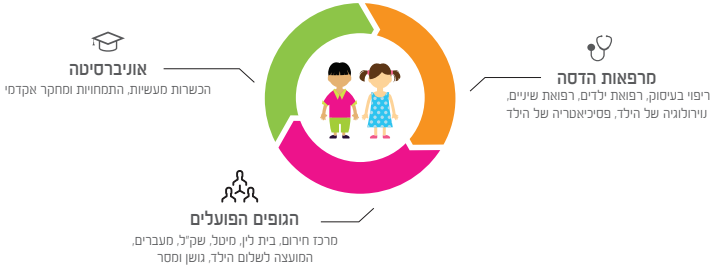 מרפאות הדסה
ריפוי בעיסוק, רפואת ילדים, רפואת שיניים,
נוירולוגיה של הילד, פסיכיאטריה של הילד
אוניברסיטה
הכשרות מעשיות, התמחויות ומחקר אקדמי
הגופים הפועלים
מרכז חירום, בית לין, מיטל, שק"ל, מעברים,
המועצה לשלום הילד, גושן ומסר